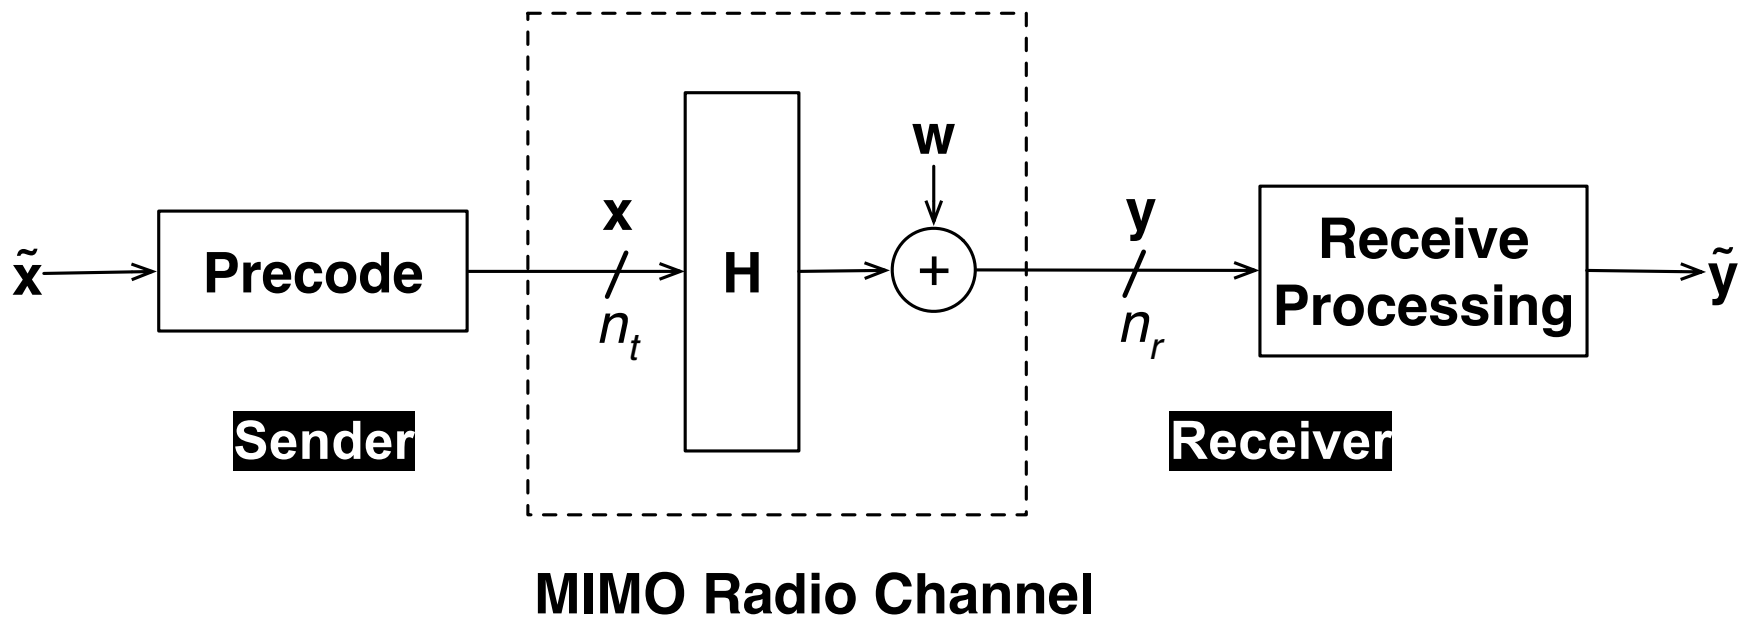 x̃
Precode
x
n_t
H
w
+
y
n_r
Receive
Processing
ỹ
Sender
Receiver
MIMO Radio Channel